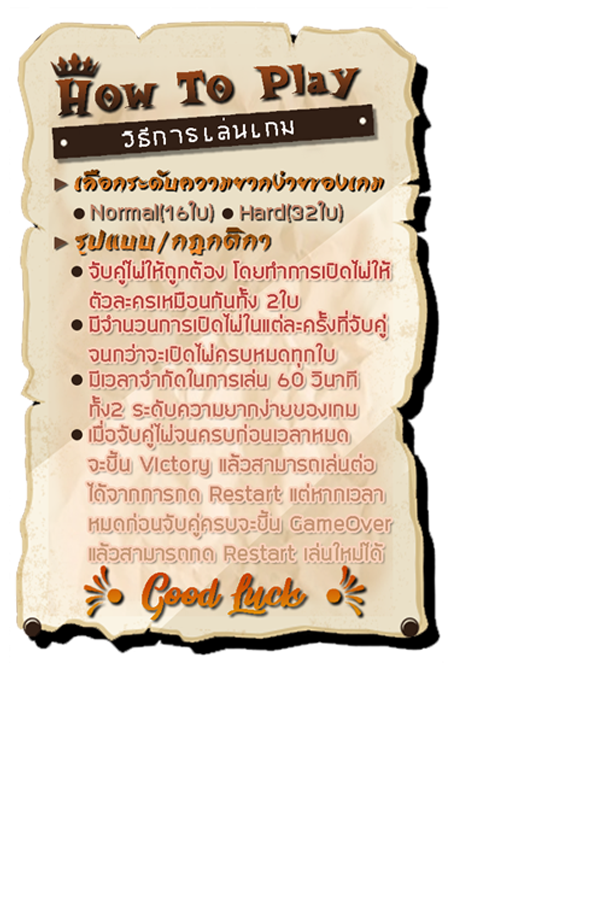 How To Play
วิธีการเล่นเกม
เลือกระดับความยากง่ายของเกม
Normal(16ใบ) Hard(32ใบ)
รูปแบบ/กฎกติกา
จับคู่ไพ่ให้ถูกต้อง โดยทำการเปิดไพ่ให้
ตัวละครเหมือนกันทั้ง 2ใบ
มีจำนวนการเปิดไพ่ในแต่ละครั้งที่จับคู่
จนกว่าจะเปิดไพ่ครบหมดทุกใบ
มีเวลาจำกัดในการเล่น 60 วินาที
ทั้ง2 ระดับความยากง่ายของเกม
เมื่อจับคู่ไพ่จนครบก่อนเวลาหมด
จะขึ้น Victory แล้วสามารถเล่นต่อ
ได้จากการกด Restart แต่หากเวลา
หมดก่อนจับคู่ครบจะขึ้น GameOver
แล้วสามารถกด Restart เล่นใหม่ได้
Good Luck